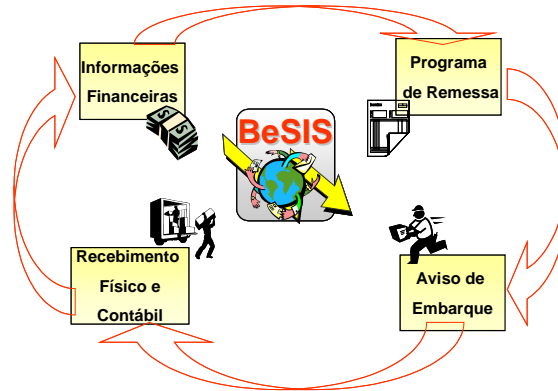 Informações
Financeiras
Programa
de Remessa
BeSIS
Recebimento
Físico e
Contábil
Aviso de
Embarque